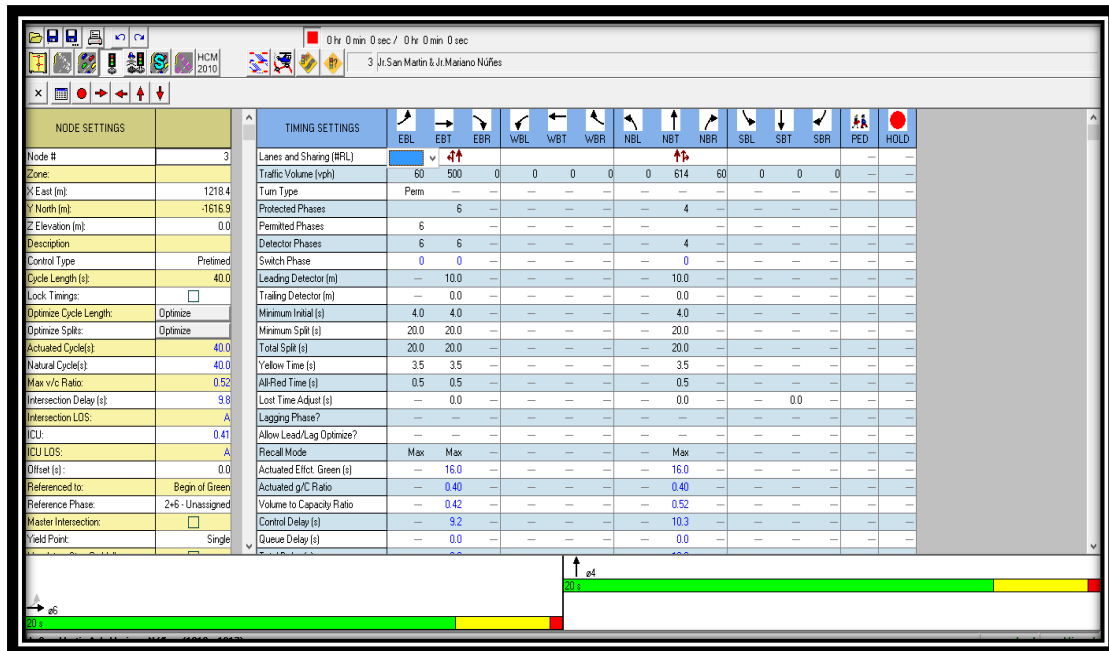 0 hr 0 min 0 sec / 0 hr 0 min 0 sec
HCM 2010
3 Jr.San Martin & Jr.Mariano Núñes
NODE SETTINGS
Node # 3
Zone:
X East (m): 1218.4
Y North (m): -1616.9
Z Elevation (m): 0.0
Description
Control Type Pretimed
Cycle Length (s): 40.0
Lock Timings:
Optimize Cycle Length: Optimize
Optimize Splits: Optimize
Actuated Cycle(s): 40.0
Natural Cycle(s): 40.0
Max v/c Ratio: 0.52
Intersection Delay (s): 9.8
Intersection LOS: A
ICU: 0.41
ICU LOS: A
Offset (s) : 0.0
Referenced to: Begin of Green
Reference Phase: 2+6 - Unassigned
Master Intersection:
Yield Point: Single
TIMING SETTINGS EBL EBT EBR WBL WBT WBR NBL NBT NBR SBL SBT SBR PED HOLD
Lanes and Sharing (#RL) — —
Traffic Volume (vph) 60 500 0 0 0 0 0 614 60 0 0 0 — —
Turn Type Perm — — — — — — — — — — — — —
Protected Phases 6 — — — — — 4 — — — — — —
Permitted Phases 6 — — — — — — — — — —
Detector Phases 6 6 — — — — — 4 — — — — — —
Switch Phase 0 0 — — — — — 0 — — — — — —
Leading Detector (m) — 10.0 — — — — — 10.0 — — — — — —
Trailing Detector (m) — 0.0 — — — — — 0.0 — — — — — —
Minimum Initial (s) 4.0 4.0 — — — — — 4.0 — — — — — —
Minimum Split (s) 20.0 20.0 — — — — — 20.0 — — — — — —
Total Split (s) 20.0 20.0 — — — — — 20.0 — — — — — —
Yellow Time (s) 3.5 3.5 — — — — — 3.5 — — — — — —
All-Red Time (s) 0.5 0.5 — — — — — 0.5 — — — — — —
Lost Time Adjust (s) — 0.0 — — — — — 0.0 — — 0.0 — — —
Lagging Phase? — — — — — — — — — — — — — —
Allow Lead/Lag Optimize? — — — — — — — — — — — — — —
Recall Mode Max Max — — — — — Max — — — — — —
Actuated Effct. Green (s) — 16.0 — — — — — 16.0 — — — — — —
Actuated g/C Ratio — 0.40 — — — — — 0.40 — — — — — —
Volume to Capacity Ratio — 0.42 — — — — — 0.52 — — — — — —
Control Delay (s) — 9.2 — — — — — 10.3 — — — — — —
Queue Delay (s) — 0.0 — — — — — 0.0 — — — — — —
ø4
20 s
ø6
20 s